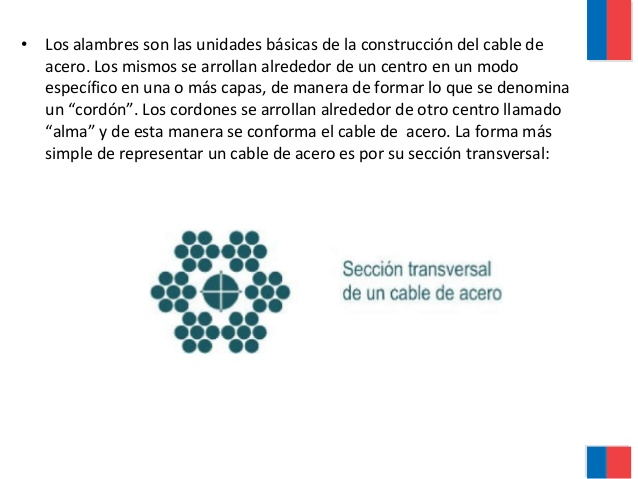 • Los alambres son las unidades básicas de la construcción del cable de
acero. Los mismos se arrollan alrededor de un centro en un modo
específico en una o más capas, de manera de formar lo que se denomina
un “cordón”. Los cordones se arrollan alrededor de otro centro llamado
“alma” y de esta manera se conforma el cable de  acero. La forma más
simple de representar un cable de acero es por su sección transversal:
Sección transversal
de un cable de acero